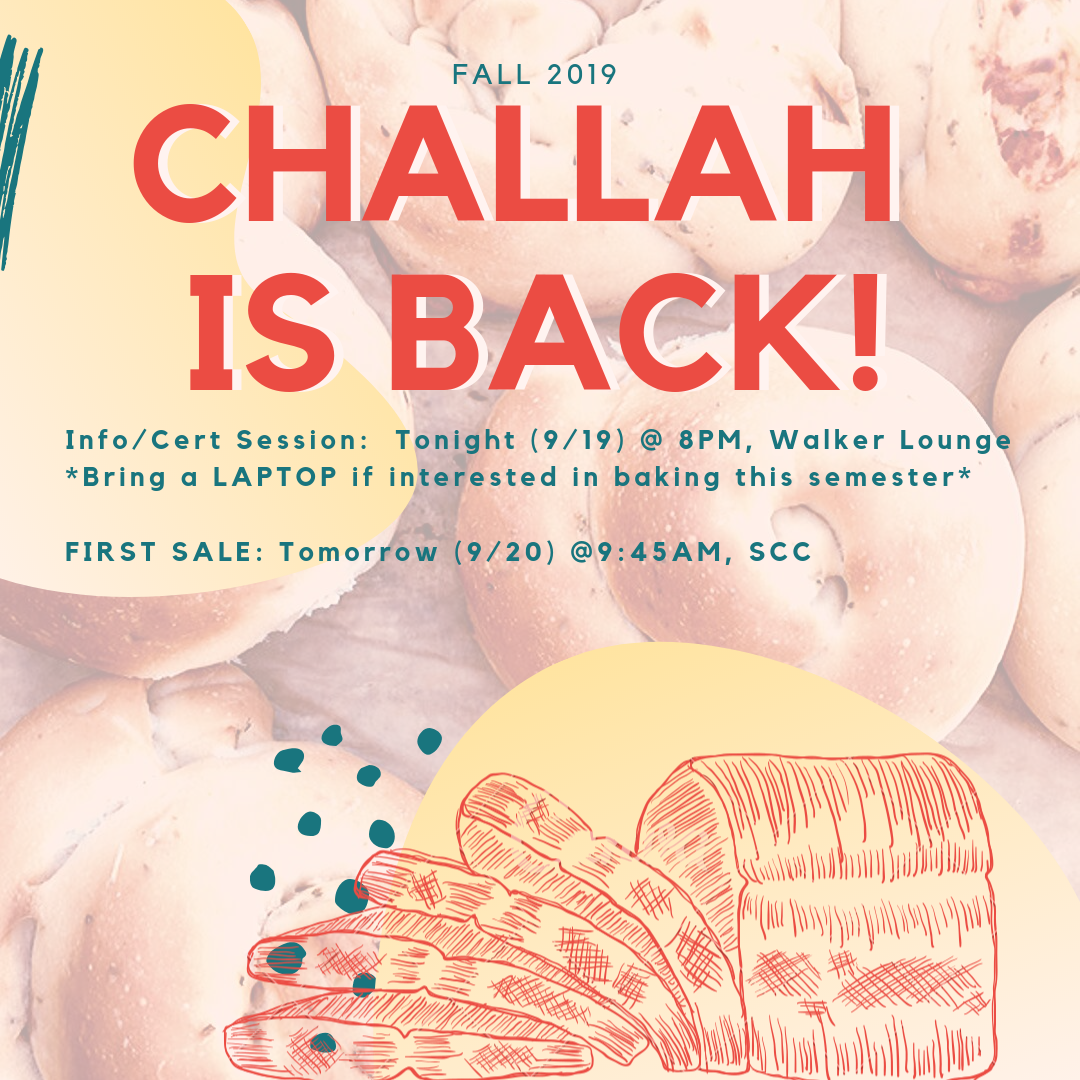 FALL 2019
CHALLAH
IS BACK!
Info/Cert Session: Tonight (9/19) @ 8PM, Walker Lounge
*Bring a LAPTOP if interested in baking this semester*
FIRST SALE: Tomorrow (9/20) @9:45AM, SCC